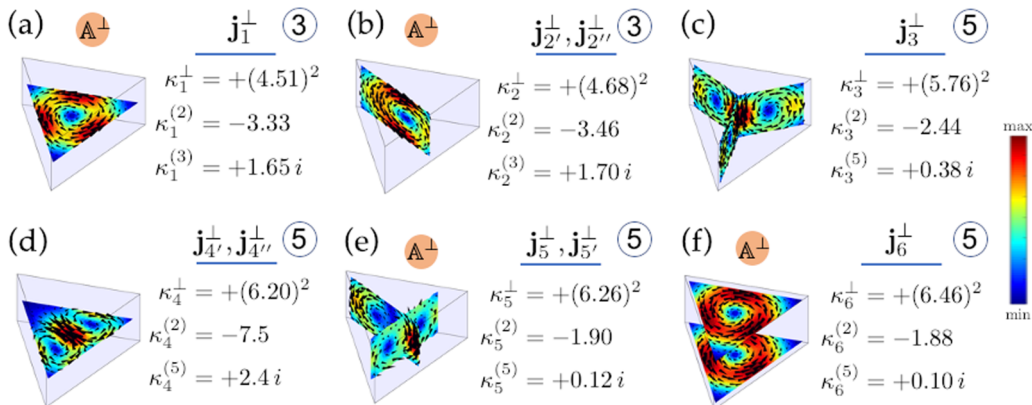 (a) 𝔸⊥ j₁⊥ ③
κ₁⊥ = +(4.51)²
κ₁⁽²⁾ = −3.33
κ₁⁽³⁾ = +1.65 i
(b) 𝔸⊥ j₂′⊥, j₂″⊥ ③
κ₂⊥ = +(4.68)²
κ₂⁽²⁾ = −3.46
κ₂⁽³⁾ = +1.70 i
(c) j₃⊥ ⑤
κ₃⊥ = +(5.76)²
κ₃⁽²⁾ = −2.44
κ₃⁽⁵⁾ = +0.38 i
max
min
(d) j₄′⊥, j₄″⊥ ⑤
κ₄⊥ = +(6.20)²
κ₄⁽²⁾ = −7.5
κ₄⁽⁵⁾ = +2.4 i
(e) 𝔸⊥ j₅⊥, j₅′⊥ ⑤
κ₅⊥ = +(6.26)²
κ₅⁽²⁾ = −1.90
κ₅⁽⁵⁾ = +0.12 i
(f) 𝔸⊥ j₆⊥ ⑤
κ₆⊥ = +(6.46)²
κ₆⁽²⁾ = −1.88
κ₆⁽⁵⁾ = +0.10 i